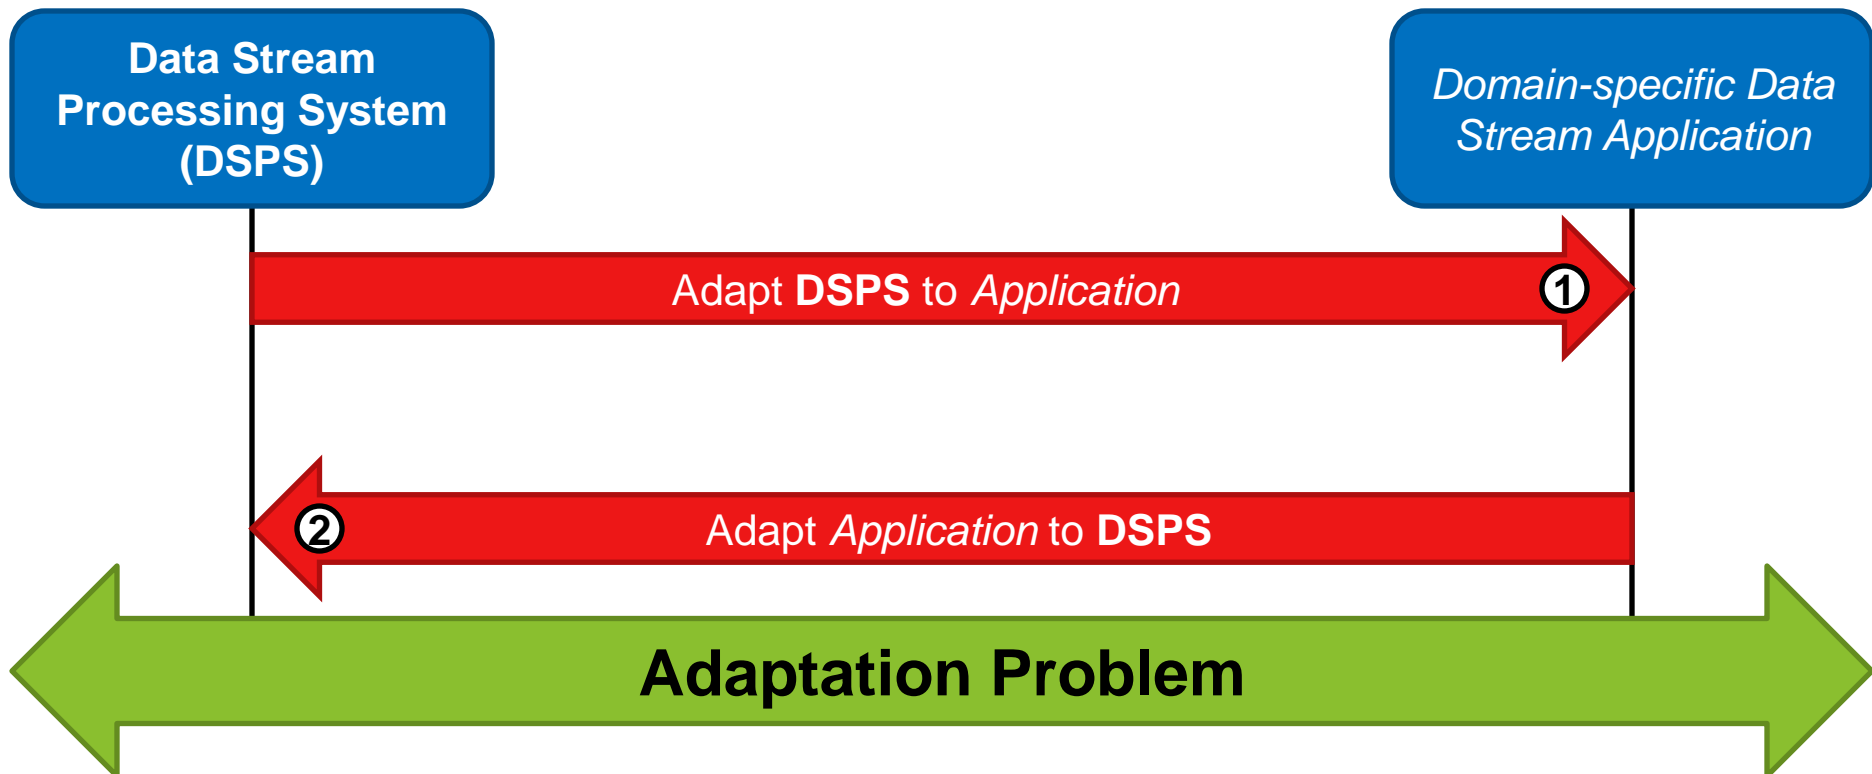 Data Stream
Processing System
(DSPS)
Domain-specific Data
Stream Application
Adapt DSPS to Application
1
2
Adapt Application to DSPS
Adaptation Problem